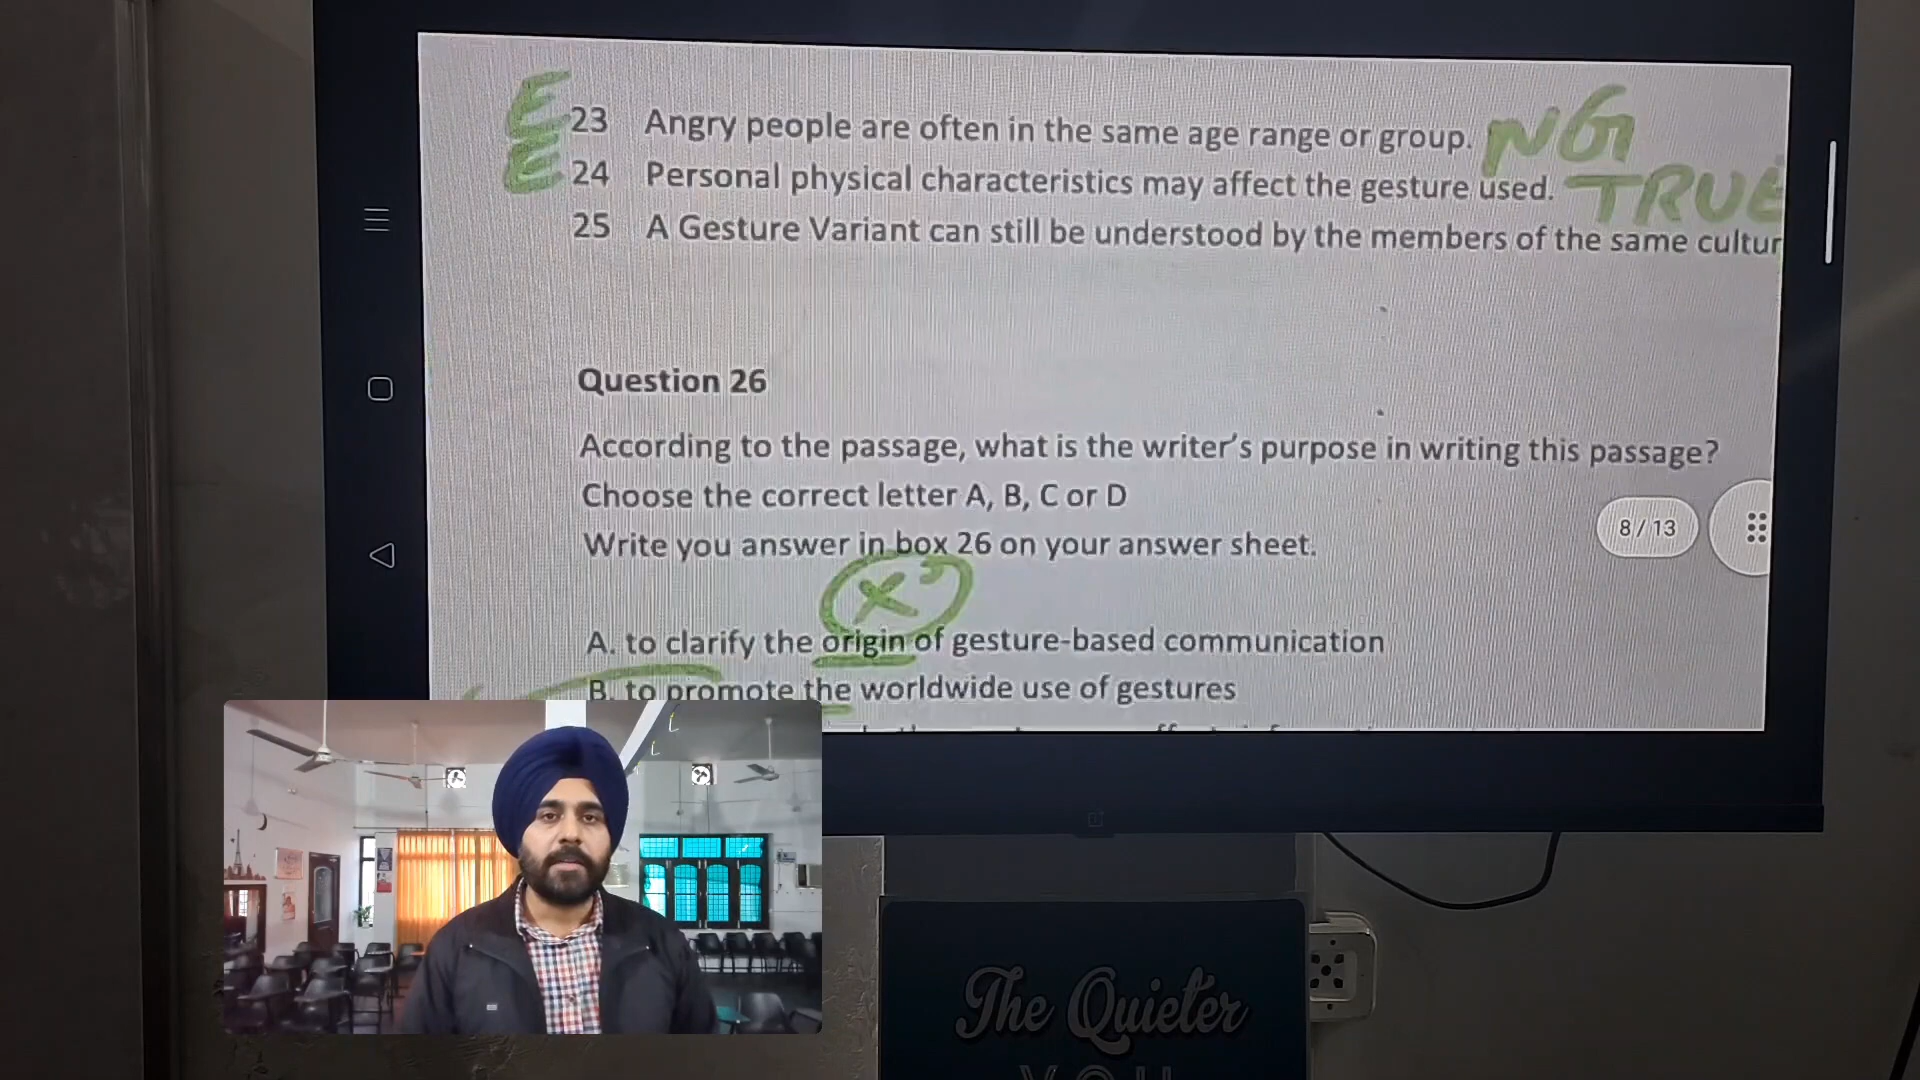 E 23 Angry people are often in the same age range or group. NG
E 24 Personal physical characteristics may affect the gesture used. TRUE
25 A Gesture Variant can still be understood by the members of the same cultur
Question 26
According to the passage, what is the writer's purpose in writing this passage?
Choose the correct letter A, B, C or D
Write you answer in box 26 on your answer sheet.
8/13
X
A. to clarify the origin of gesture-based communication
B. to promote the worldwide use of gestures
The Quieter
YOU